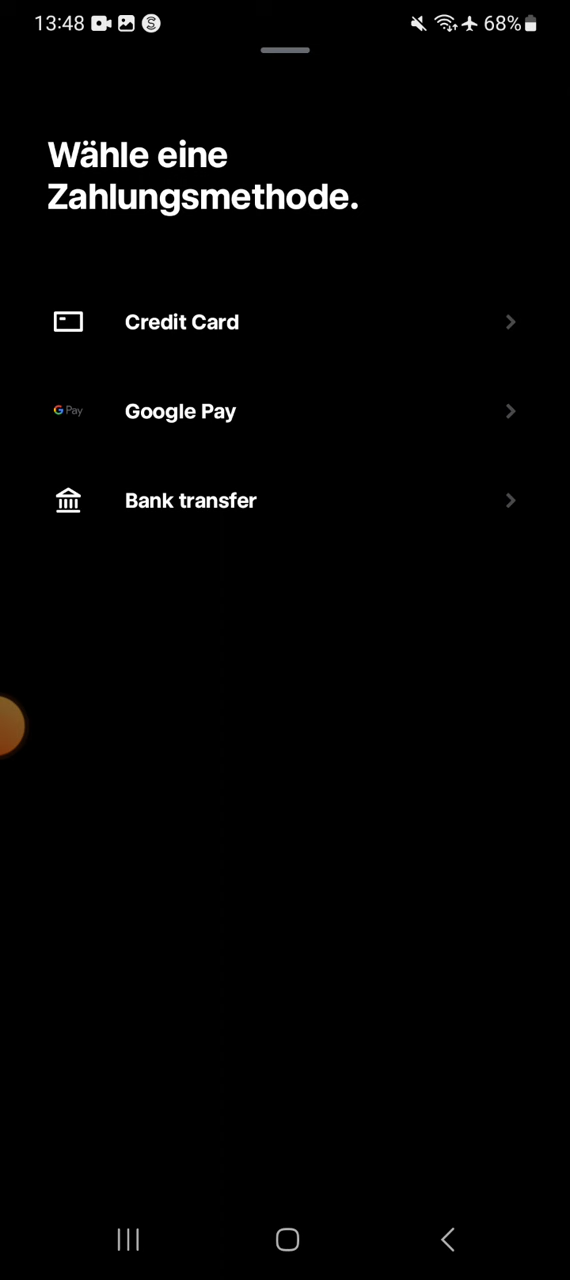 13:48
68%
Wähle eine
Zahlungsmethode.
Credit Card
G Pay
Google Pay
Bank transfer